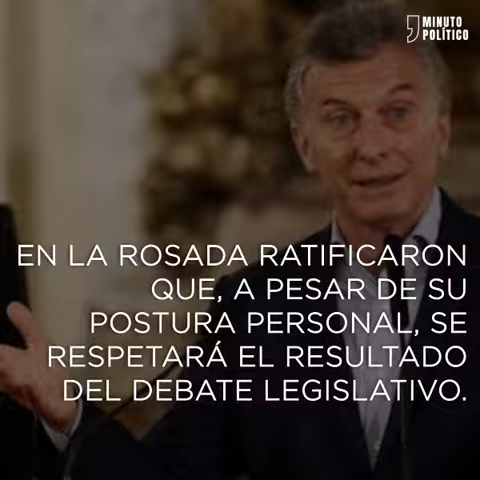 MINUTO
POLÍTICO
EN LA ROSADA RATIFICARON
QUE, A PESAR DE SU
POSTURA PERSONAL, SE
RESPETARÁ EL RESULTADO
DEL DEBATE LEGISLATIVO.